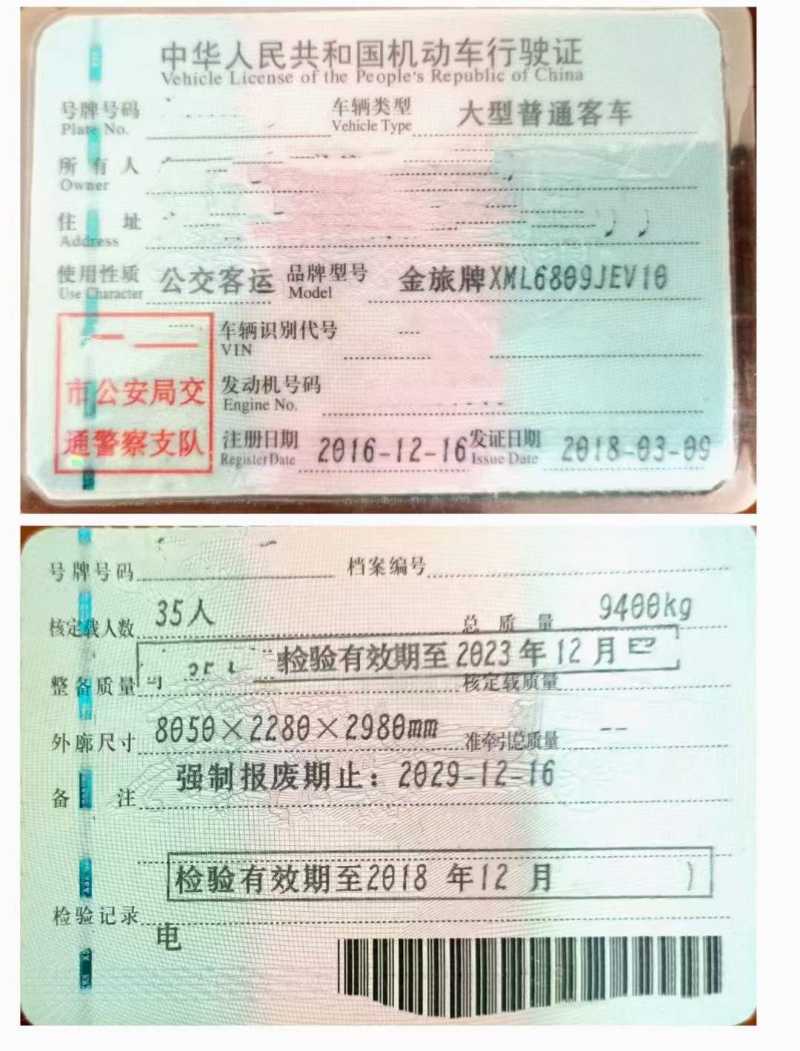 中华人民共和国机动车行驶证
Vehicle License of the People's Republic of China
号牌号码 车辆类型 大型普通客车
Plate No. Vehicle Type
所有人
Owner
住址
Address
使用性质 公交客运 品牌型号 金旅牌XML6809JEV10
Use Character Model
车辆识别代号
VIN
市公安局交
通警察支队
发动机号码
Engine No.
注册日期 2016-12-16 发证日期 2018-03-09
Register Date Issue Date
号牌号码 档案编号
核定载人数 35人 总质量 9400kg
检验有效期至2023年12月
整备质量 核定载质量
外廓尺寸 8050×2280×2980mm 准牵引总质量 --
备注 强制报废期止：2029-12-16
检验有效期至2018 年12 月
检验记录
电